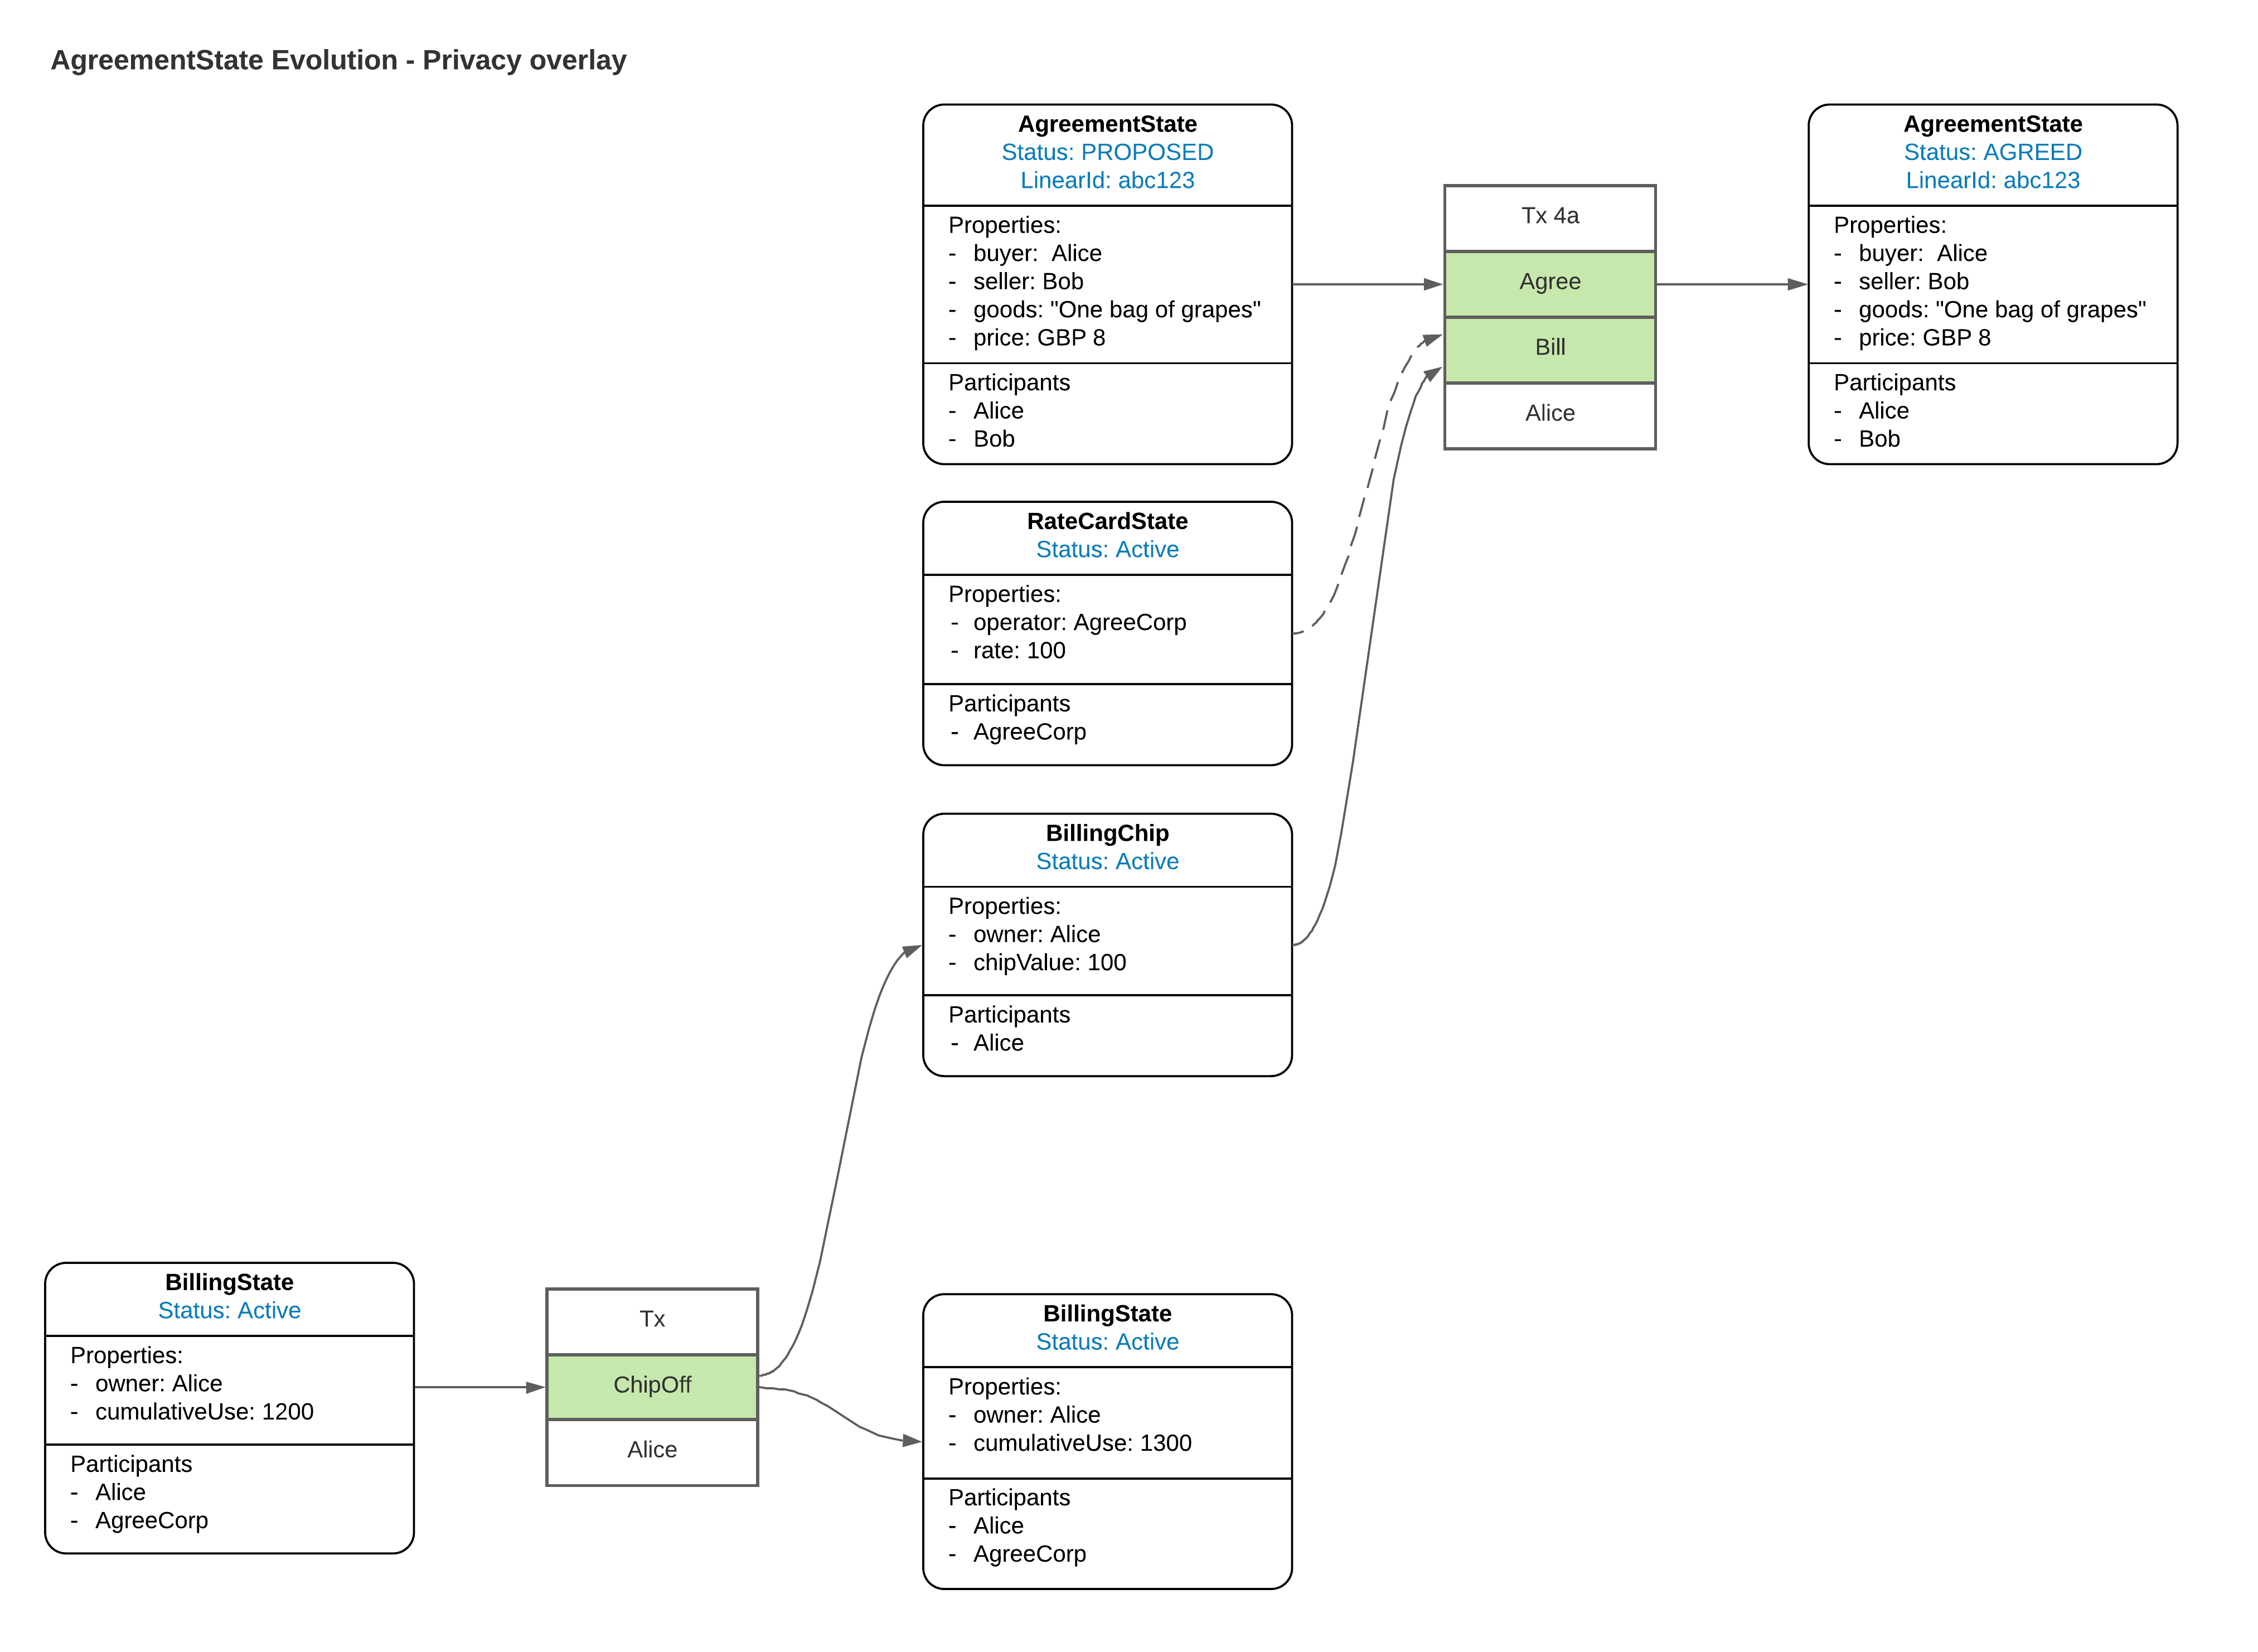 AgreementState Evolution - Privacy overlay
AgreementState
Status: PROPOSED
LinearId: abc123
Properties:
- buyer: Alice
- seller: Bob
- goods: "One bag of grapes"
- price: GBP 8
Participants
- Alice
- Bob
Tx 4a
Agree
Bill
Alice
AgreementState
Status: AGREED
LinearId: abc123
Properties:
- buyer: Alice
- seller: Bob
- goods: "One bag of grapes"
- price: GBP 8
Participants
- Alice
- Bob
RateCardState
Status: Active
Properties:
- operator: AgreeCorp
- rate: 100
Participants
- AgreeCorp
BillingChip
Status: Active
Properties:
- owner: Alice
- chipValue: 100
Participants
- Alice
BillingState
Status: Active
Properties:
- owner: Alice
- cumulativeUse: 1200
Participants
- Alice
- AgreeCorp
Tx
ChipOff
Alice
BillingState
Status: Active
Properties:
- owner: Alice
- cumulativeUse: 1300
Participants
- Alice
- AgreeCorp